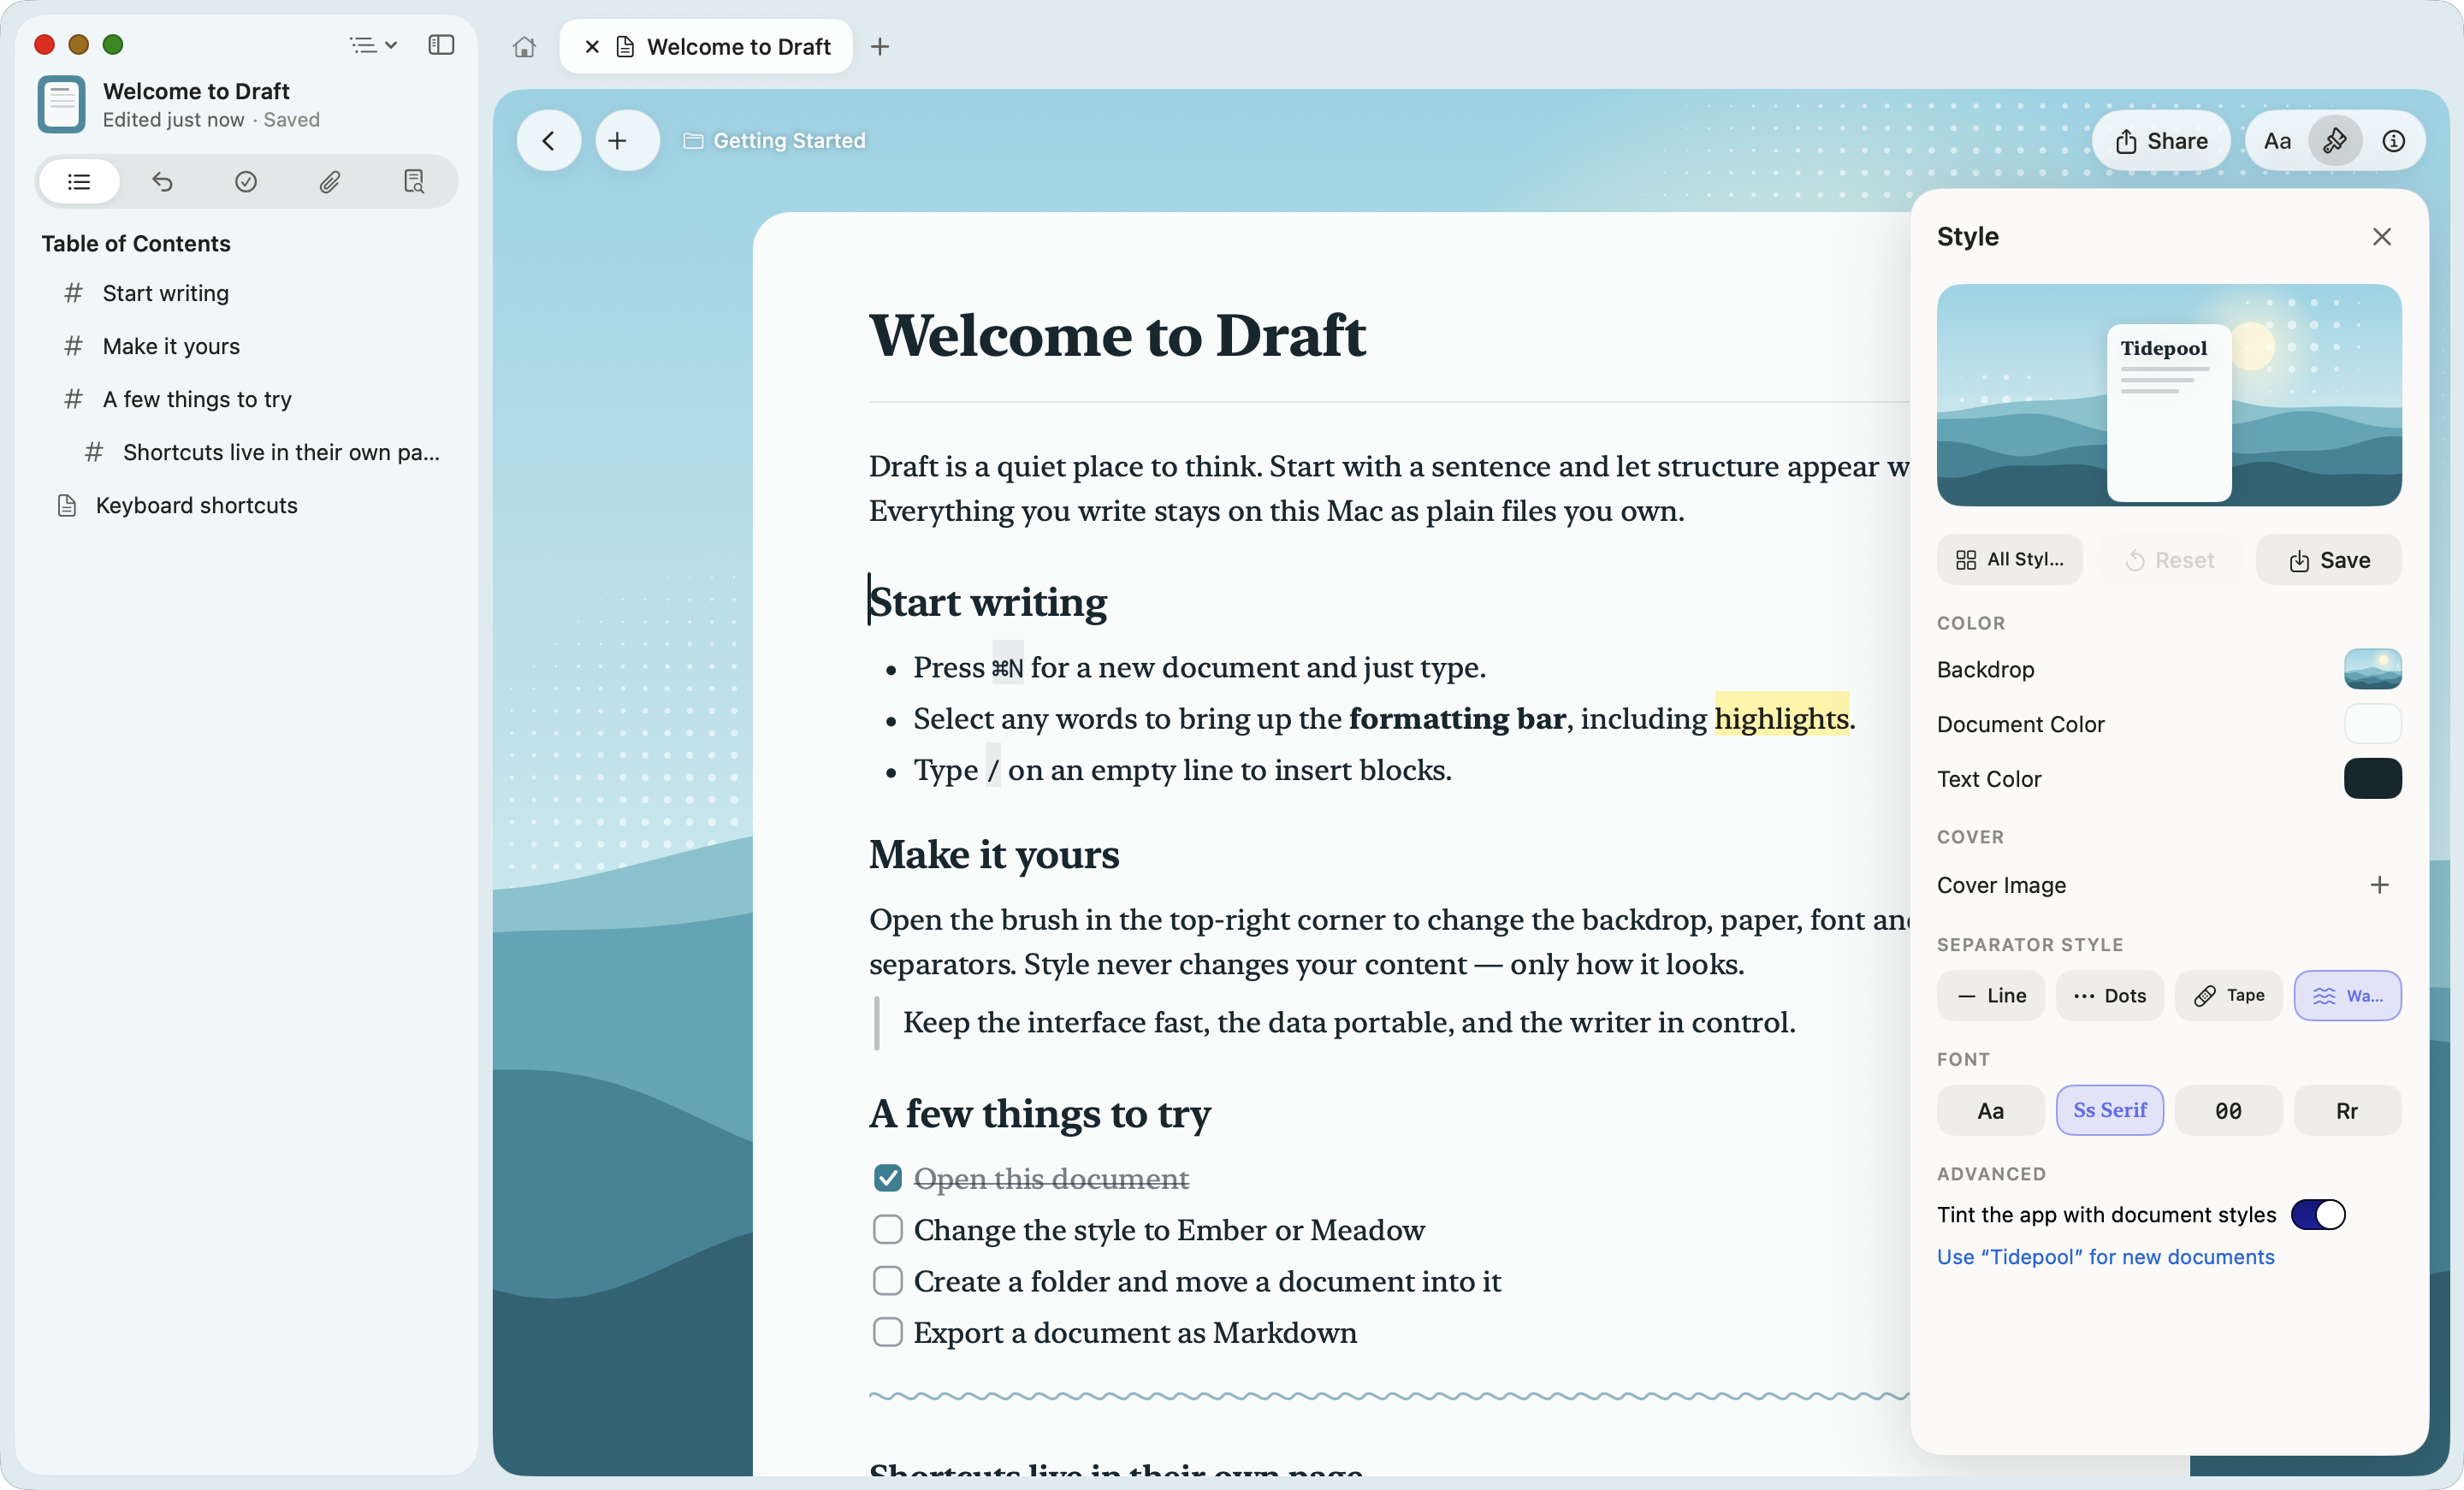 Welcome to Draft
Edited just now · Saved
Table of Contents
# Start writing
# Make it yours
# A few things to try
# Shortcuts live in their own pa...
Keyboard shortcuts
Welcome to Draft
Getting Started
Share
Aa
Welcome to Draft
Draft is a quiet place to think. Start with a sentence and let structure appear w
Everything you write stays on this Mac as plain files you own.
Start writing
• Press ⌘N for a new document and just type.
• Select any words to bring up the formatting bar, including highlights.
• Type / on an empty line to insert blocks.
Make it yours
Open the brush in the top-right corner to change the backdrop, paper, font and
separators. Style never changes your content — only how it looks.
Keep the interface fast, the data portable, and the writer in control.
A few things to try
Open this document
Change the style to Ember or Meadow
Create a folder and move a document into it
Export a document as Markdown
Shortcuts live in their own page
Style
Tidepool
All Styl...
Reset
Save
COLOR
Backdrop
Document Color
Text Color
COVER
Cover Image
SEPARATOR STYLE
Line
Dots
Tape
Wa...
FONT
Aa
Ss Serif
00
Rr
ADVANCED
Tint the app with document styles
Use “Tidepool” for new documents